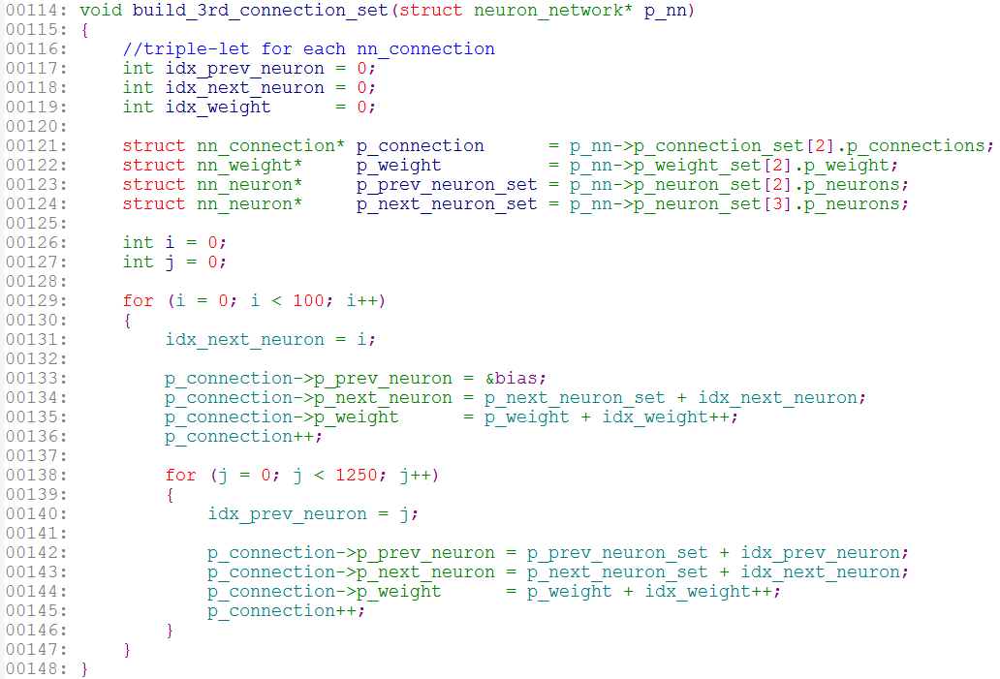 00114: void build_3rd_connection_set(struct neuron_network* p_nn)
00115: {
00116:     //triple-let for each nn_connection
00117:     int idx_prev_neuron = 0;
00118:     int idx_next_neuron = 0;
00119:     int idx_weight      = 0;
00120:
00121:     struct nn_connection* p_connection      = p_nn->p_connection_set[2].p_connections;
00122:     struct nn_weight*     p_weight          = p_nn->p_weight_set[2].p_weight;
00123:     struct nn_neuron*     p_prev_neuron_set = p_nn->p_neuron_set[2].p_neurons;
00124:     struct nn_neuron*     p_next_neuron_set = p_nn->p_neuron_set[3].p_neurons;
00125:
00126:     int i = 0;
00127:     int j = 0;
00128:
00129:     for (i = 0; i < 100; i++)
00130:     {
00131:         idx_next_neuron = i;
00132:
00133:         p_connection->p_prev_neuron = &bias;
00134:         p_connection->p_next_neuron = p_next_neuron_set + idx_next_neuron;
00135:         p_connection->p_weight      = p_weight + idx_weight++;
00136:         p_connection++;
00137:
00138:         for (j = 0; j < 1250; j++)
00139:         {
00140:             idx_prev_neuron = j;
00141:
00142:             p_connection->p_prev_neuron = p_prev_neuron_set + idx_prev_neuron;
00143:             p_connection->p_next_neuron = p_next_neuron_set + idx_next_neuron;
00144:             p_connection->p_weight      = p_weight + idx_weight++;
00145:             p_connection++;
00146:         }
00147:     }
00148: }